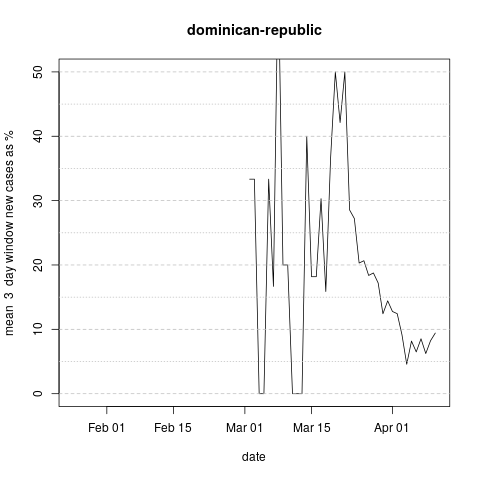 dominican-republic
mean 3 day window new cases as %
50
40
30
20
10
0
Feb 01 Feb 15 Mar 01 Mar 15 Apr 01
date